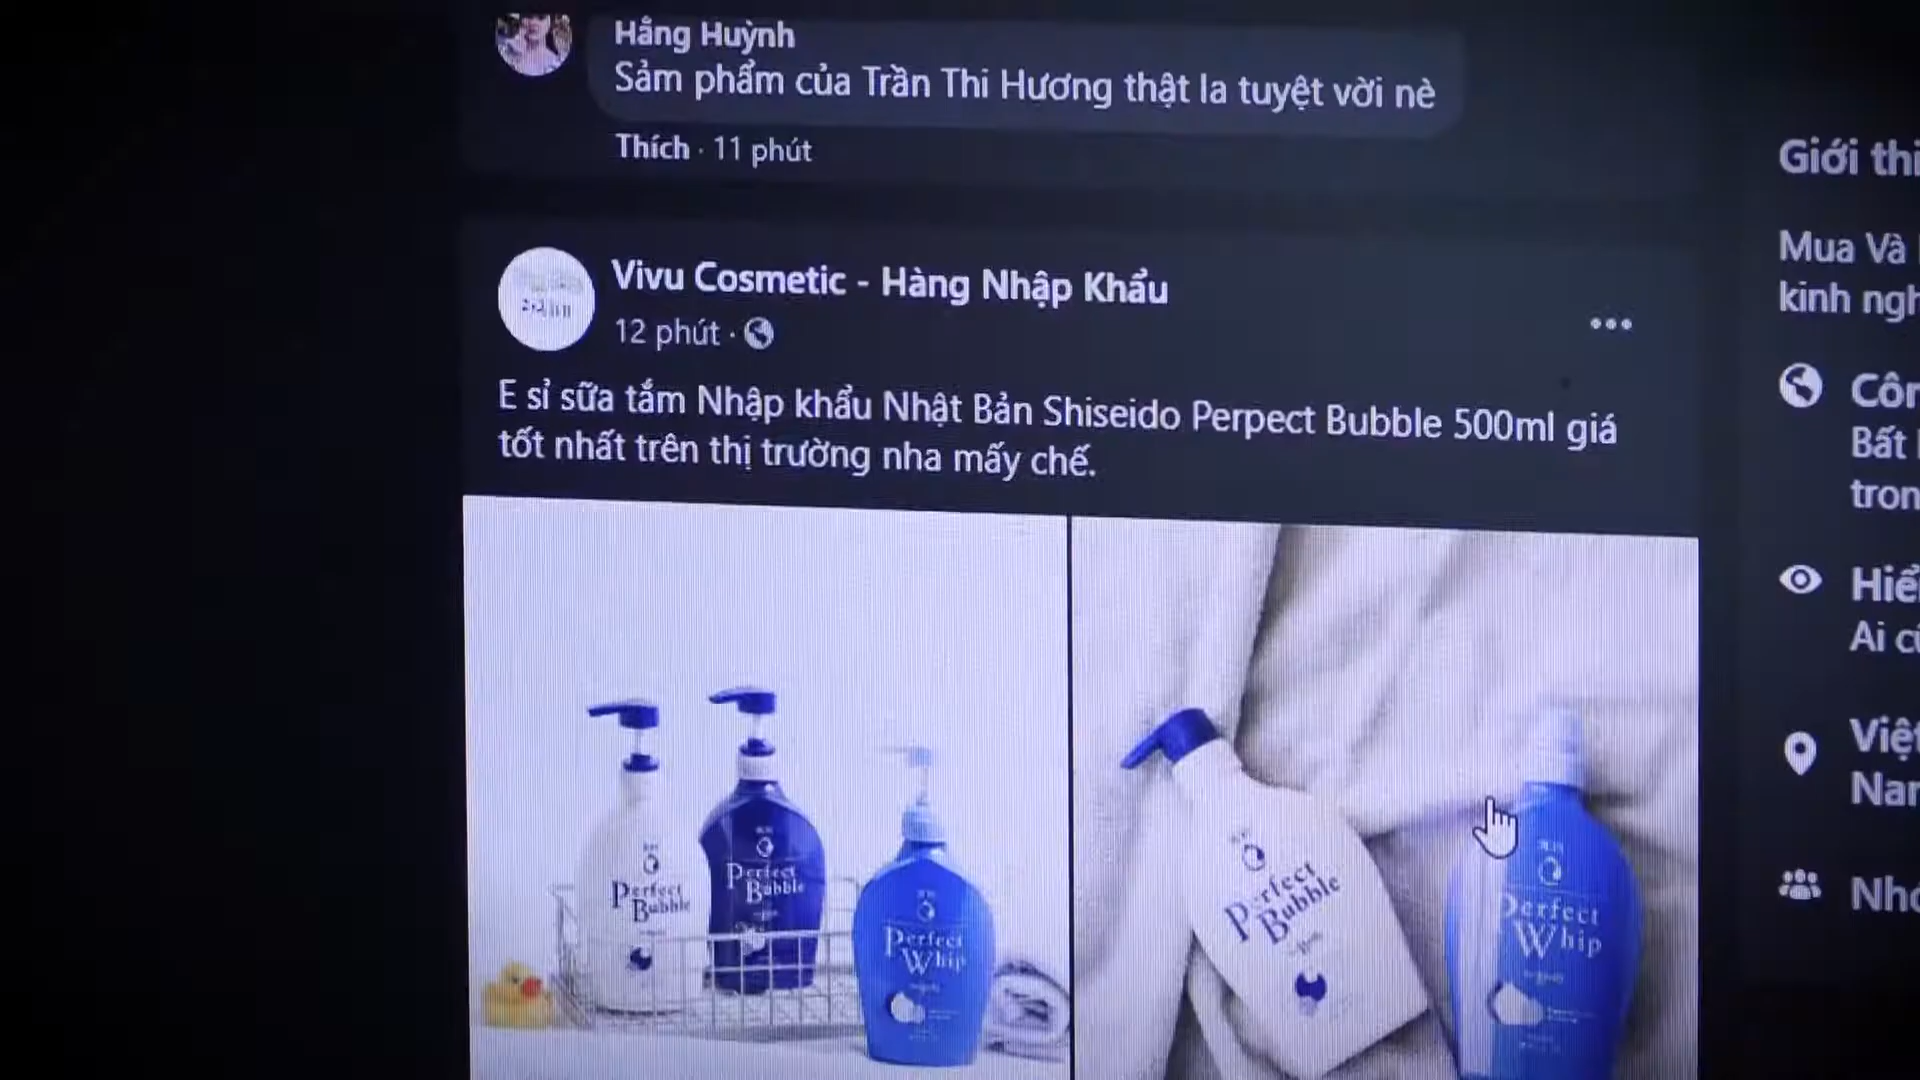 Hằng Huỳnh
Sảm phẩm của Trần Thi Hương thật la tuyệt vời nè
Thích · 11 phút
Vivu Cosmetic - Hàng Nhập Khẩu
12 phút ·
E sỉ sữa tắm Nhập khẩu Nhật Bản Shiseido Perpect Bubble 500ml giá
tốt nhất trên thị trường nha mấy chế.
Perfect
Bubble
Perfect
Bubble
Perfect
Whip
Perfect
Bubble
Perfect
Whip
Giới thi
Mua Và
kinh ngh
Côn
Bất
tron
Hiể
Ai cũ
Việt
Nam
Nhó